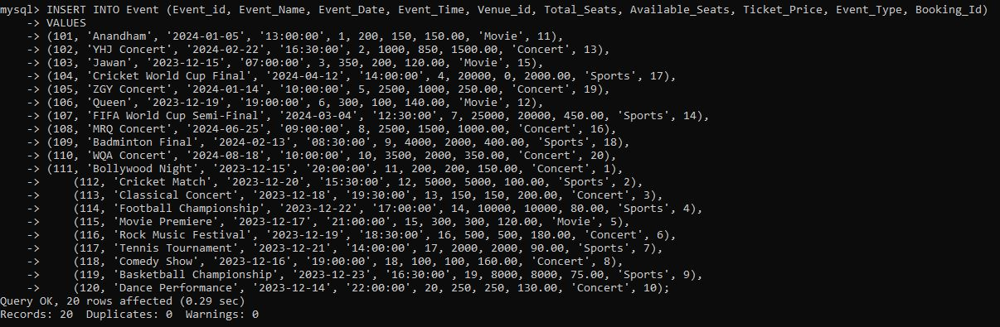 mysql> INSERT INTO Event (Event_id, Event_Name, Event_Date, Event_Time, Venue_id, Total_Seats, Available_Seats, Ticket_Price, Event_Type, Booking_Id)
    -> VALUES
    -> (101, 'Anandham', '2024-01-05', '13:00:00', 1, 200, 150, 150.00, 'Movie', 11),
    -> (102, 'YHJ Concert', '2024-02-22', '16:30:00', 2, 1000, 850, 1500.00, 'Concert', 13),
    -> (103, 'Jawan', '2023-12-15', '07:00:00', 3, 350, 200, 120.00, 'Movie', 15),
    -> (104, 'Cricket World Cup Final', '2024-04-12', '14:00:00', 4, 20000, 0, 2000.00, 'Sports', 17),
    -> (105, 'ZGY Concert', '2024-01-14', '10:00:00', 5, 2500, 1000, 250.00, 'Concert', 19),
    -> (106, 'Queen', '2023-12-19', '19:00:00', 6, 300, 100, 140.00, 'Movie', 12),
    -> (107, 'FIFA World Cup Semi-Final', '2024-03-04', '12:30:00', 7, 25000, 20000, 450.00, 'Sports', 14),
    -> (108, 'MRQ Concert', '2024-06-25', '09:00:00', 8, 2500, 1500, 1000.00, 'Concert', 16),
    -> (109, 'Badminton Final', '2024-02-13', '08:30:00', 9, 4000, 2000, 400.00, 'Sports', 18),
    -> (110, 'WQA Concert', '2024-08-18', '10:00:00', 10, 3500, 2000, 350.00, 'Concert', 20),
    -> (111, 'Bollywood Night', '2023-12-15', '20:00:00', 11, 200, 200, 150.00, 'Concert', 1),
    ->     (112, 'Cricket Match', '2023-12-20', '15:30:00', 12, 5000, 5000, 100.00, 'Sports', 2),
    ->     (113, 'Classical Concert', '2023-12-18', '19:30:00', 13, 150, 150, 200.00, 'Concert', 3),
    ->     (114, 'Football Championship', '2023-12-22', '17:00:00', 14, 10000, 10000, 80.00, 'Sports', 4),
    ->     (115, 'Movie Premiere', '2023-12-17', '21:00:00', 15, 300, 300, 120.00, 'Movie', 5),
    ->     (116, 'Rock Music Festival', '2023-12-19', '18:30:00', 16, 500, 500, 180.00, 'Concert', 6),
    ->     (117, 'Tennis Tournament', '2023-12-21', '14:00:00', 17, 2000, 2000, 90.00, 'Sports', 7),
    ->     (118, 'Comedy Show', '2023-12-16', '19:00:00', 18, 100, 100, 160.00, 'Concert', 8),
    ->     (119, 'Basketball Championship', '2023-12-23', '16:30:00', 19, 8000, 8000, 75.00, 'Sports', 9),
    ->     (120, 'Dance Performance', '2023-12-14', '22:00:00', 20, 250, 250, 130.00, 'Concert', 10);
Query OK, 20 rows affected (0.29 sec)
Records: 20  Duplicates: 0  Warnings: 0